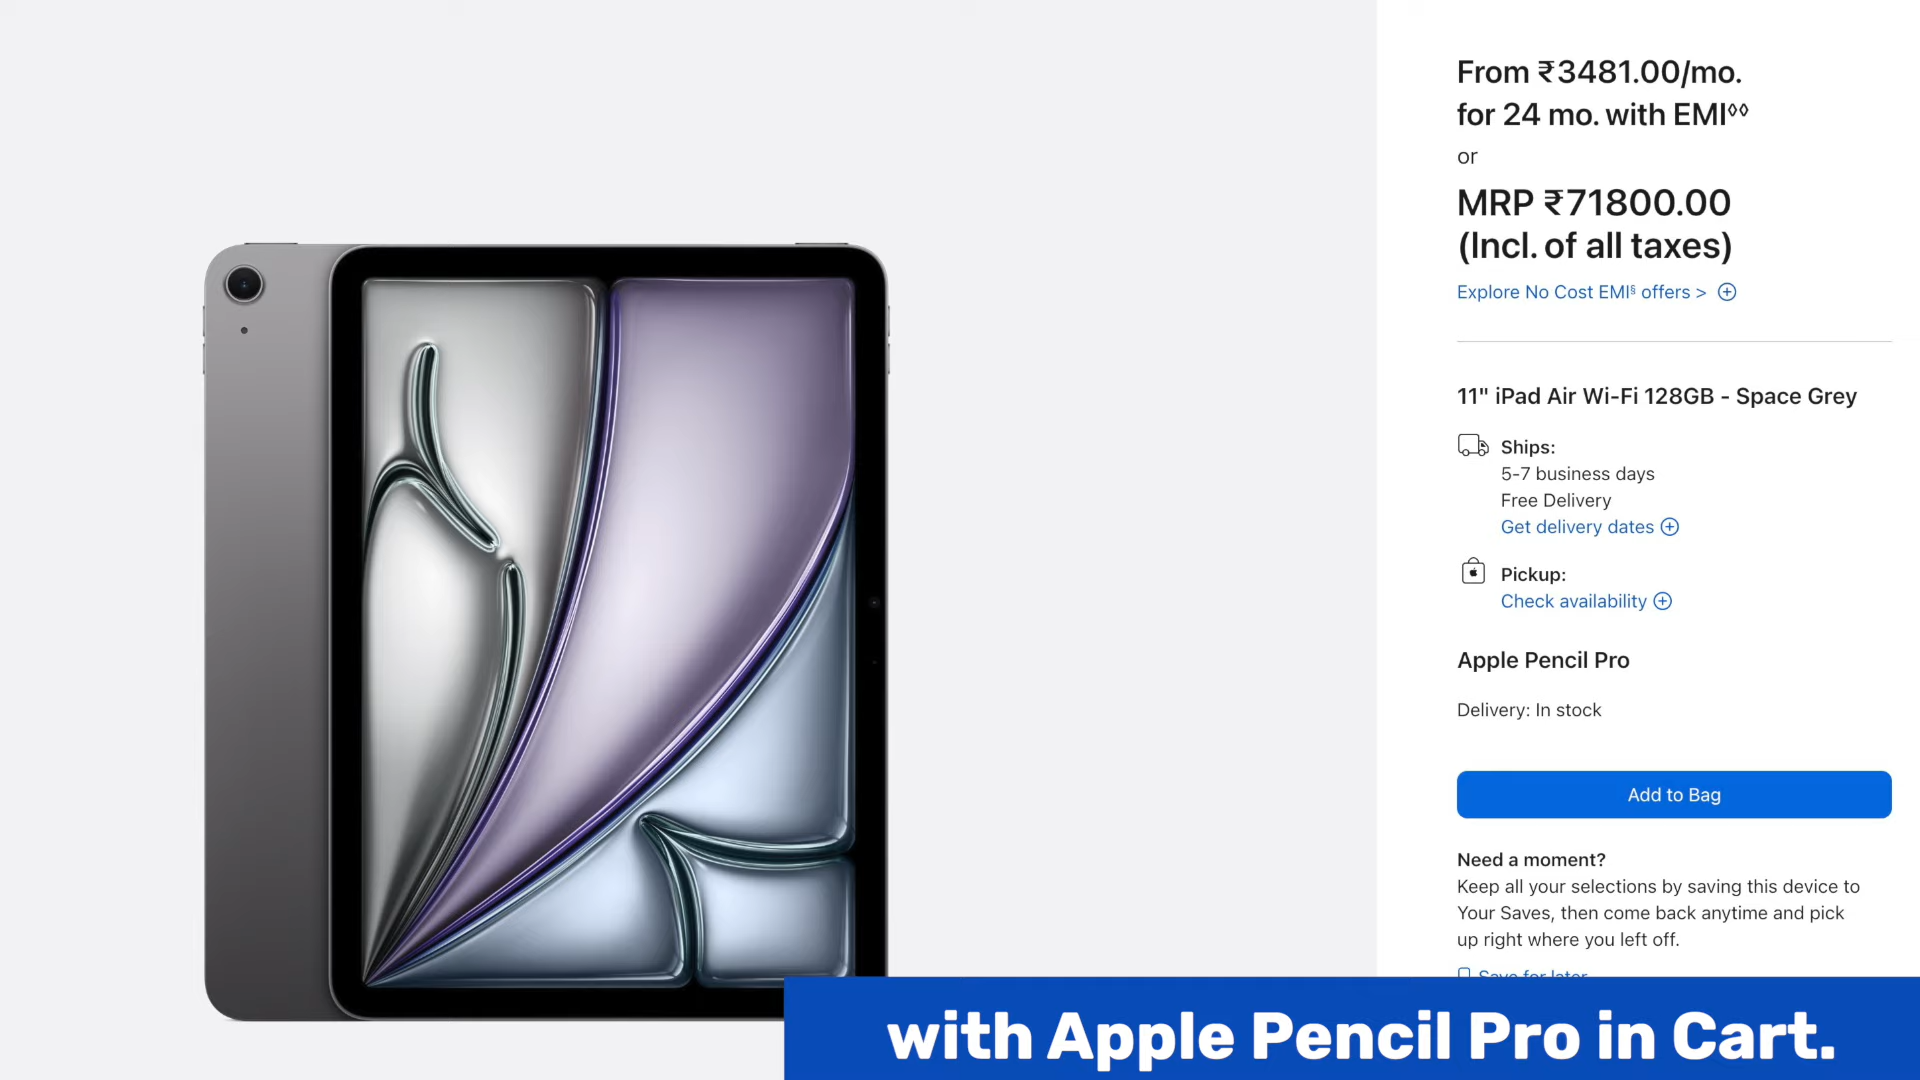 From ₹3481.00/mo.
for 24 mo. with EMI◊◊
or
MRP ₹71800.00
(Incl. of all taxes)
Explore No Cost EMI§ offers >
11" iPad Air Wi-Fi 128GB - Space Grey
Ships:
5-7 business days
Free Delivery
Get delivery dates
Pickup:
Check availability
Apple Pencil Pro
Delivery: In stock
Add to Bag
Need a moment?
Keep all your selections by saving this device to
Your Saves, then come back anytime and pick
up right where you left off.
Save for later
with Apple Pencil Pro in Cart.